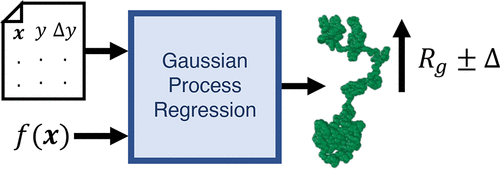 x y Δy
. . .
. . .
f(x)
Gaussian
Process
Regression
R_g ± Δ